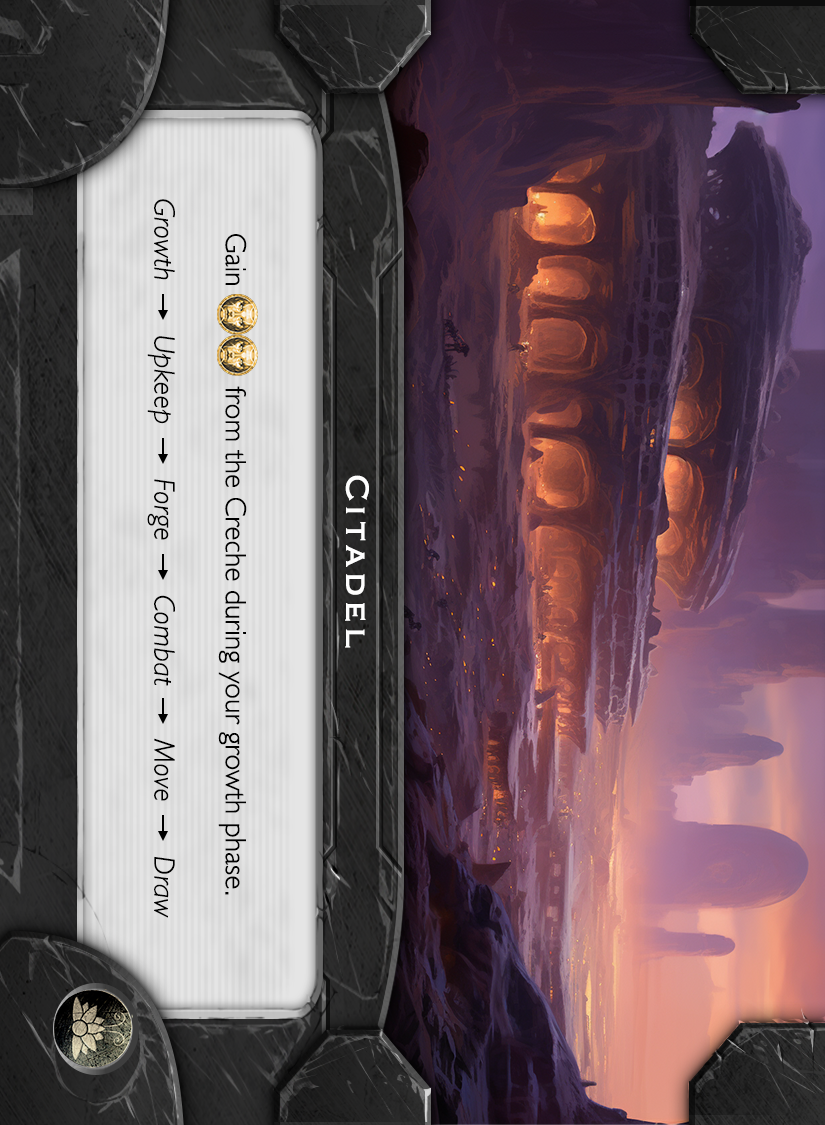 CITADEL
Gain from the Creche during your growth phase.
Growth → Upkeep → Forge → Combat → Move → Draw